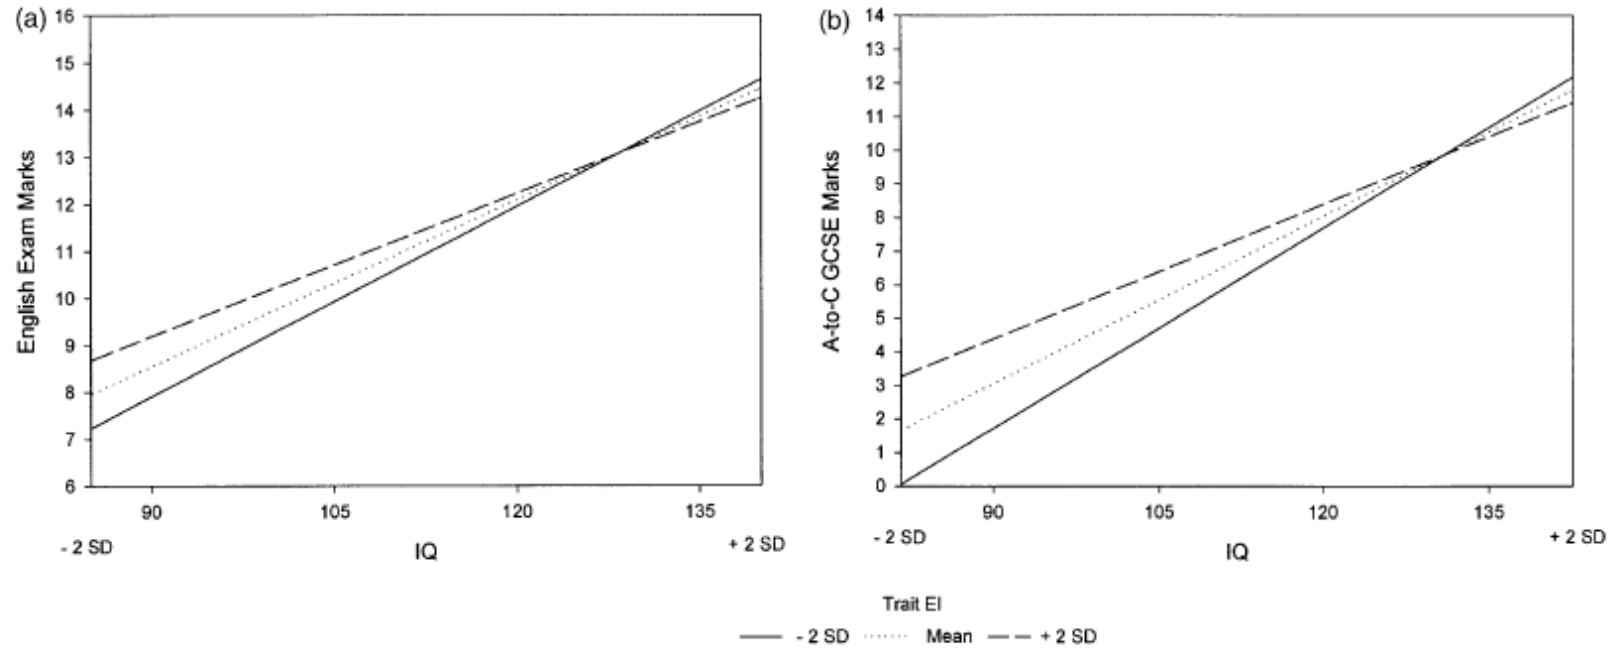 (a)
16
15
14
13
12
11
10
9
8
7
6
English Exam Marks
90 105 120 135
- 2 SD IQ + 2 SD
(b)
14
13
12
11
10
9
8
7
6
5
4
3
2
1
0
A-to-C GCSE Marks
90 105 120 135
- 2 SD IQ + 2 SD
Trait EI
- 2 SD Mean + 2 SD